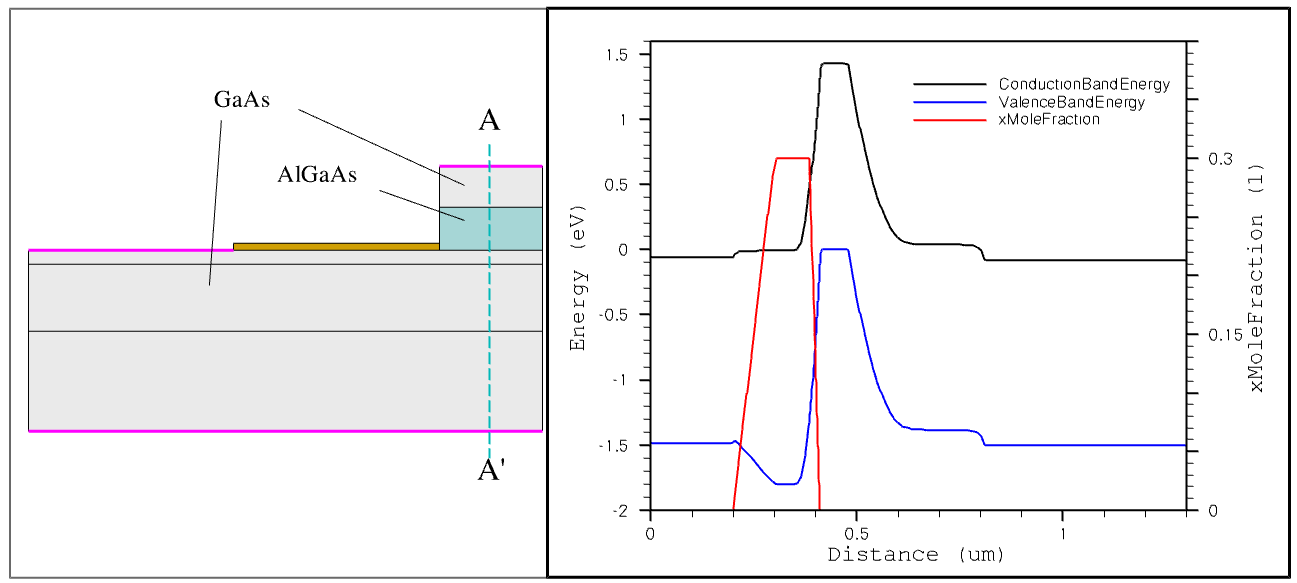 GaAs
A
AlGaAs
A'
1.5
1
0.5
0
-0.5
-1
-1.5
-2
Energy (eV)
ConductionBandEnergy
ValenceBandEnergy
xMoleFraction
0.3
0.15
0
xMoleFraction (1)
0
0.5
1
Distance (um)